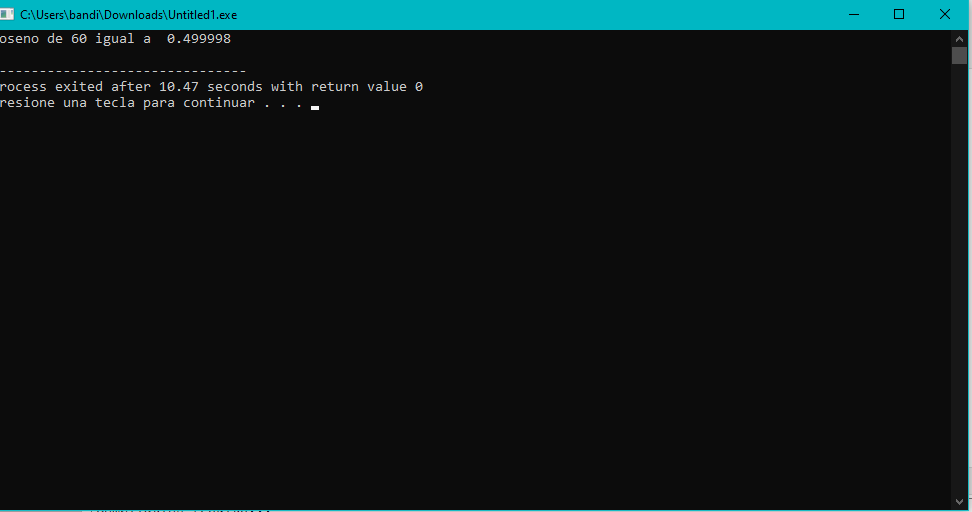 C:\Users\bandi\Downloads\Untitled1.exe
oseno de 60 igual a  0.499998
-------------------------------
rocess exited after 10.47 seconds with return value 0
resione una tecla para continuar . . .